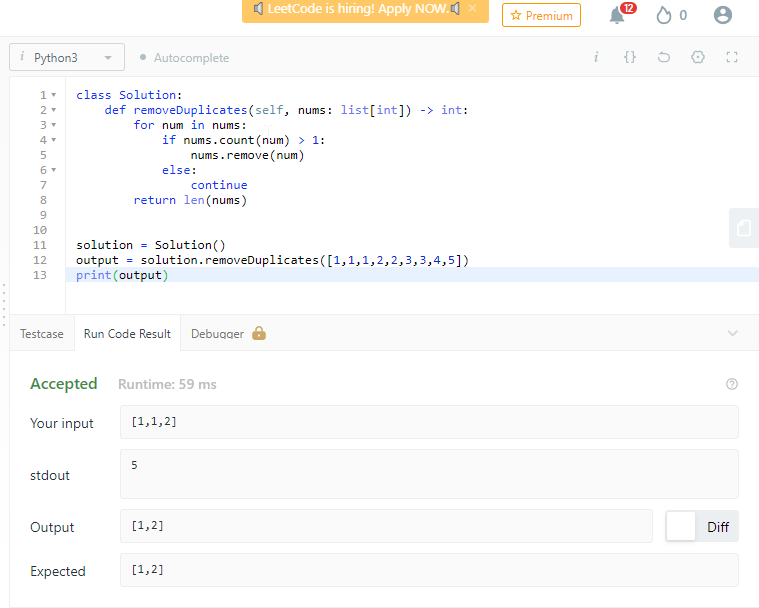 LeetCode is hiring! Apply NOW.
Premium
12
0
i Python3
Autocomplete
i {}
1 class Solution:
2     def removeDuplicates(self, nums: list[int]) -> int:
3         for num in nums:
4             if nums.count(num) > 1:
5                 nums.remove(num)
6             else:
7                 continue
8         return len(nums)
9
10
11 solution = Solution()
12 output = solution.removeDuplicates([1,1,1,2,2,3,3,4,5])
13 print(output)
Testcase
Run Code Result
Debugger
Accepted
Runtime: 59 ms
Your input
[1,1,2]
stdout
5
Output
[1,2]
Diff
Expected
[1,2]